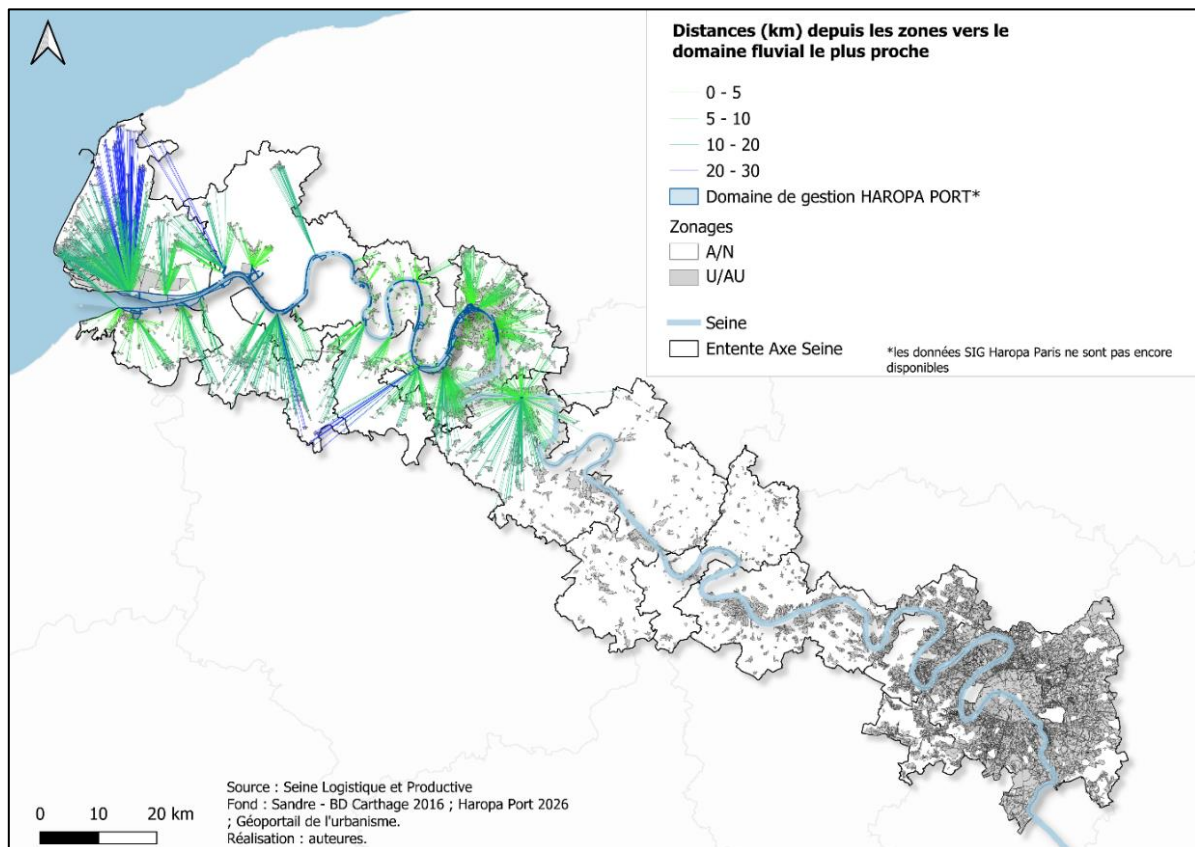 Distances (km) depuis les zones vers le
domaine fluvial le plus proche
0 - 5
5 - 10
10 - 20
20 - 30
Domaine de gestion HAROPA PORT*
Zonages
A/N
U/AU
Seine
Entente Axe Seine
*les données SIG Haropa Paris ne sont pas encore
disponibles
Source : Seine Logistique et Productive
Fond : Sandre - BD Carthage 2016 ; Haropa Port 2026
; Géoportail de l'urbanisme.
Réalisation : auteures.
0 10 20 km